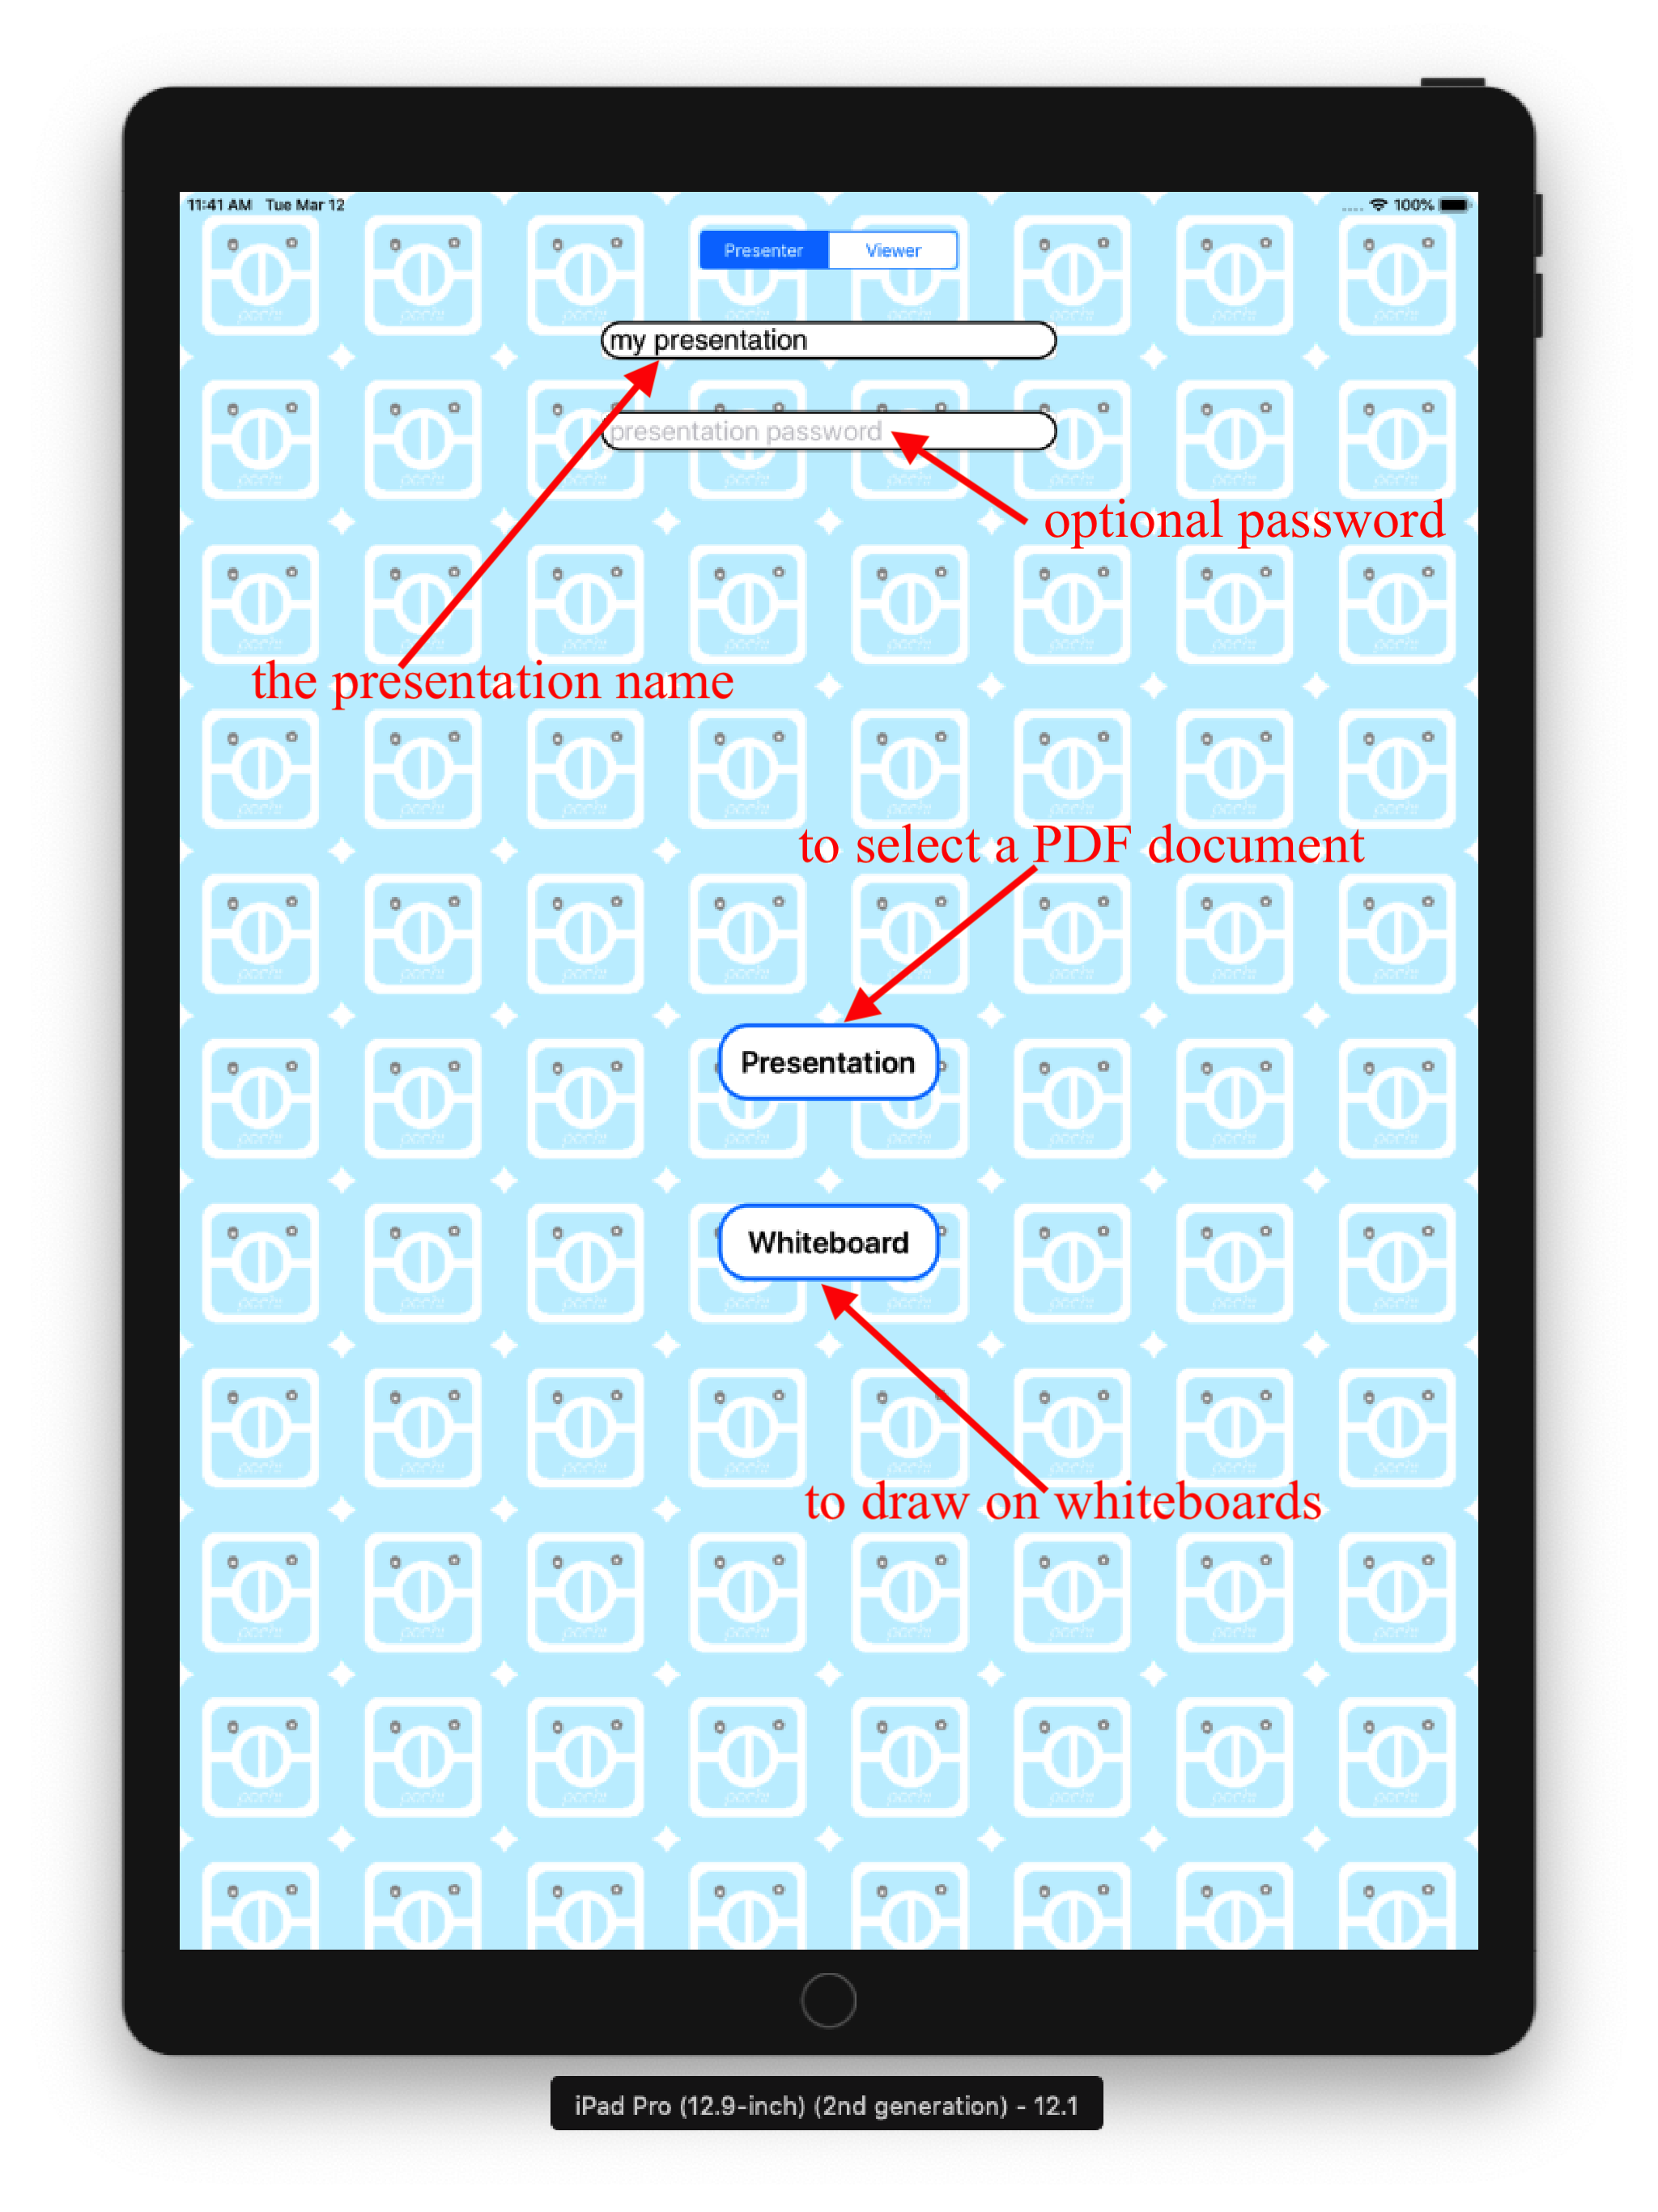 11:41 AM Tue Mar 12
100%
Presenter
Viewer
my presentation
presentation password
optional password
the presentation name
to select a PDF document
Presentation
Whiteboard
to draw on whiteboards
iPad Pro (12.9-inch) (2nd generation) - 12.1